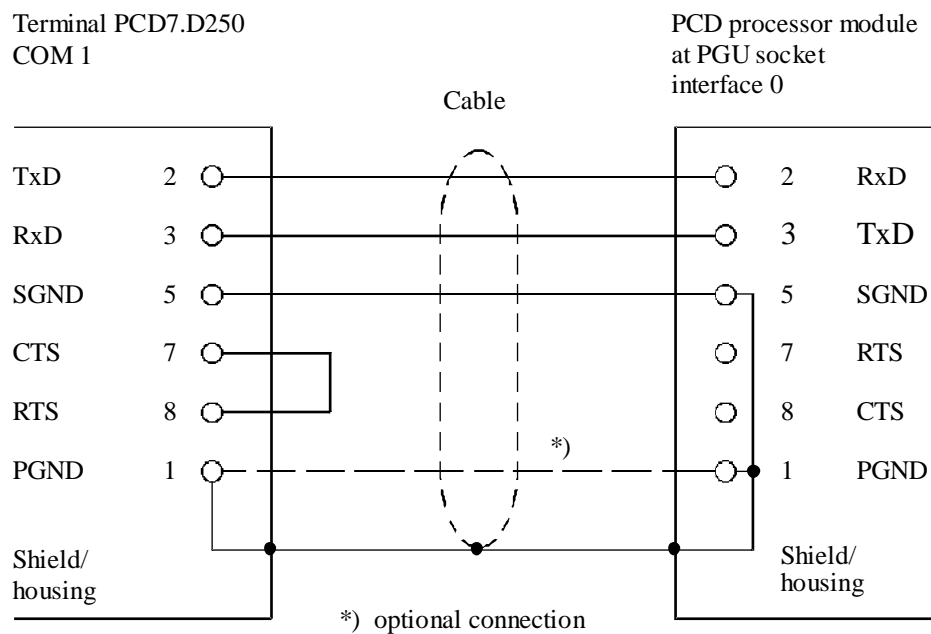 Terminal PCD7.D250
COM 1
PCD processor module
at PGU socket
interface 0
Cable
TxD 2 2 RxD
RxD 3 3 TxD
SGND 5 5 SGND
CTS 7 7 RTS
RTS 8 8 CTS
*)
PGND 1 1 PGND
Shield/
housing
Shield/
housing
*) optional connection